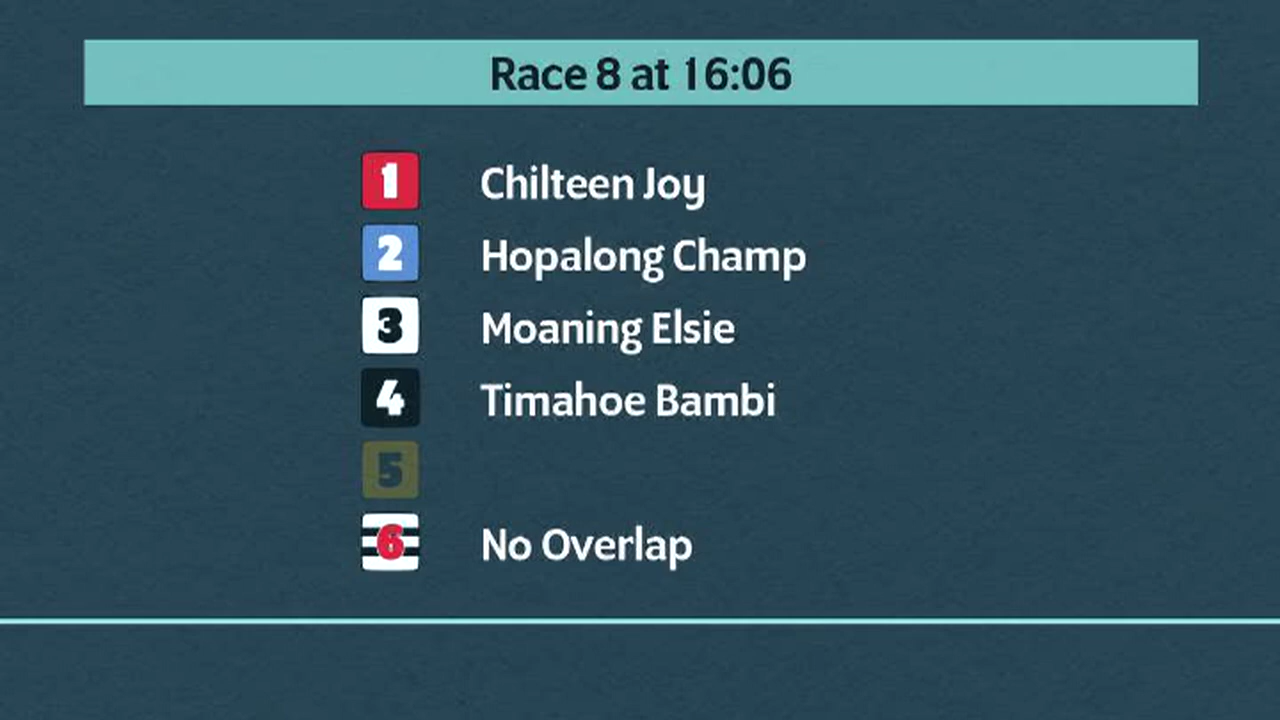 Race 8 at 16:06
1 Chilteen Joy
2 Hopalong Champ
3 Moaning Elsie
4 Timahoe Bambi
5
6 No Overlap